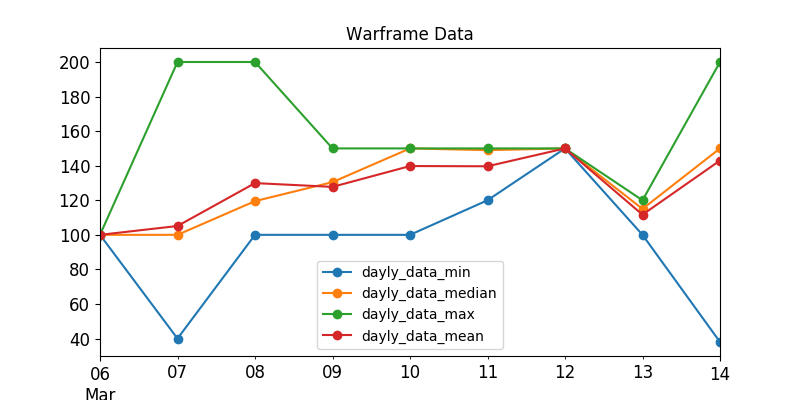 Warframe Data
200
180
160
140
120
100
80
60
40
dayly_data_min
dayly_data_median
dayly_data_max
dayly_data_mean
06 07 08 09 10 11 12 13 14
Mar